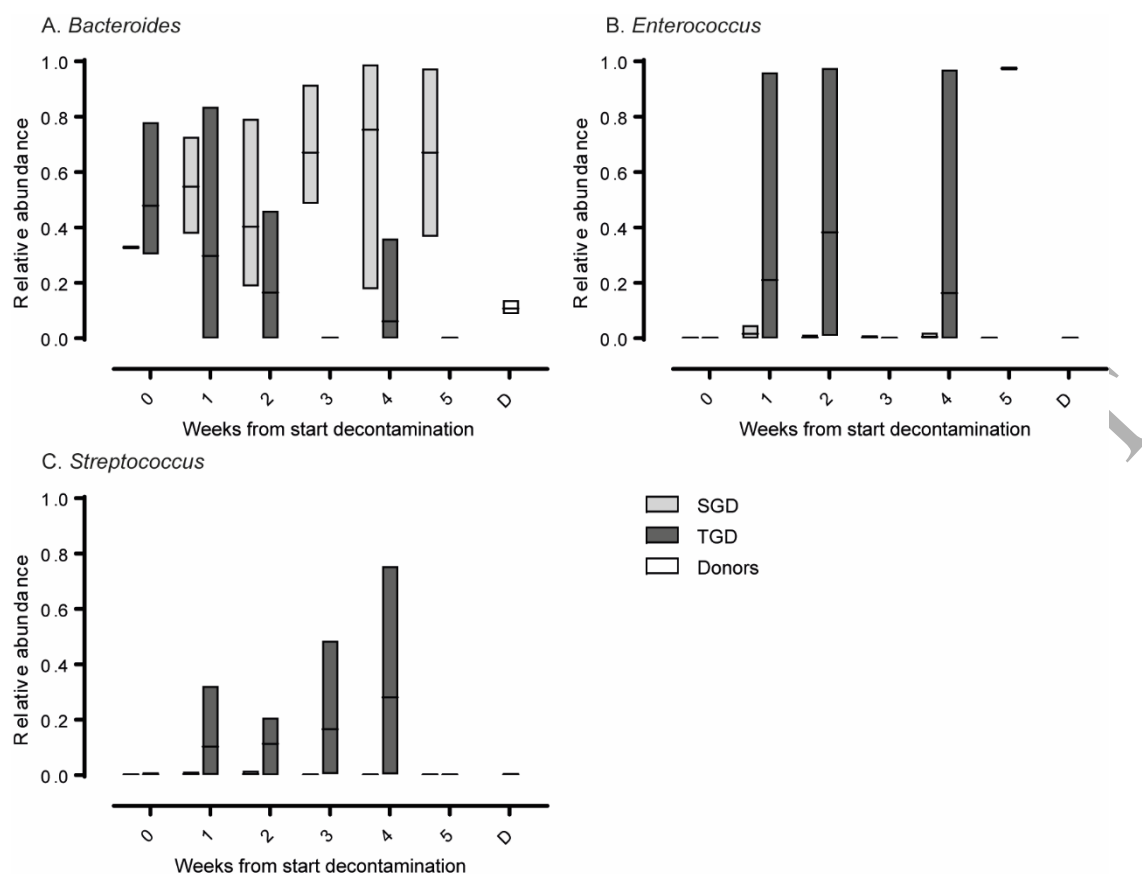 A. Bacteroides
B. Enterococcus
Relative abundance
1.0
0.8
0.6
0.4
0.2
0.0
0 1 2 3 4 5 D
Weeks from start decontamination
Relative abundance
1.0
0.8
0.6
0.4
0.2
0.0
0 1 2 3 4 5 D
Weeks from start decontamination
C. Streptococcus
Relative abundance
1.0
0.8
0.6
0.4
0.2
0.0
0 1 2 3 4 5 D
Weeks from start decontamination
SGD
TGD
Donors